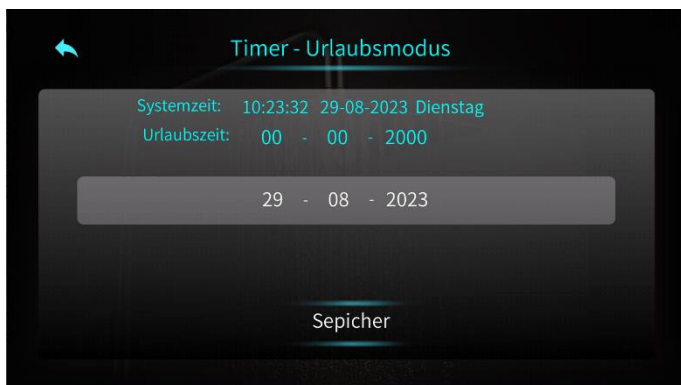 Timer - Urlaubsmodus
Systemzeit: 10:23:32 29-08-2023 Dienstag
Urlaubszeit: 00 - 00 - 2000
29 - 08 - 2023
Sepicher